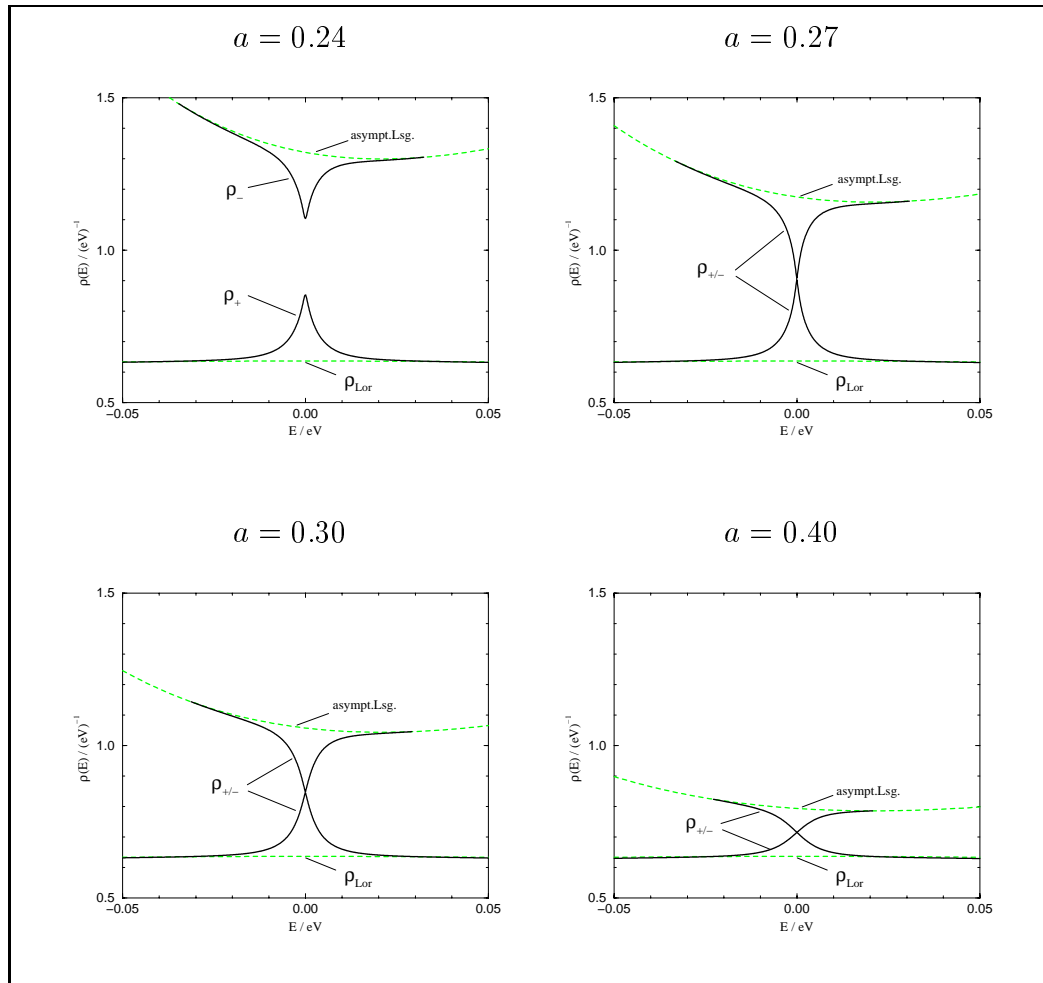 a = 0.24
1.5
1.0
0.5
ρ(E) / (eV)⁻¹
asympt.Lsg.
ρ₋
ρ₊
ρLor
−0.05 0.00 0.05
E / eV
a = 0.27
1.5
1.0
0.5
ρ(E) / (eV)⁻¹
asympt.Lsg.
ρ+/−
ρLor
−0.05 0.00 0.05
E / eV
a = 0.30
1.5
1.0
0.5
ρ(E) / (eV)⁻¹
asympt.Lsg.
ρ+/−
ρLor
−0.05 0.00 0.05
E / eV
a = 0.40
1.5
1.0
0.5
ρ(E) / (eV)⁻¹
asympt.Lsg.
ρ+/−
ρLor
−0.05 0.00 0.05
E / eV